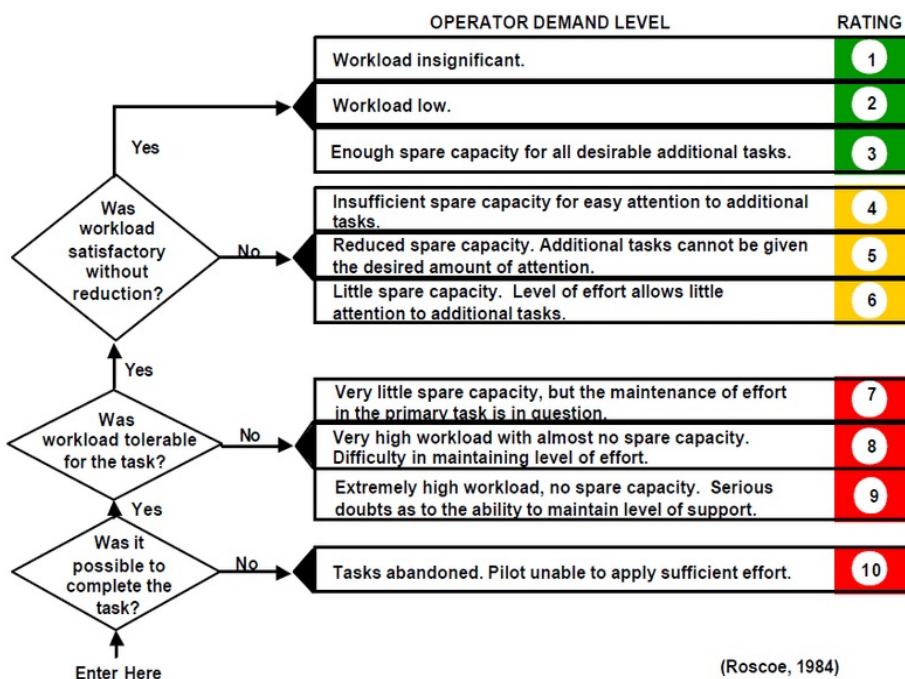 OPERATOR DEMAND LEVEL RATING
Workload insignificant. 1
Workload low. 2
Yes
Enough spare capacity for all desirable additional tasks. 3
Was
workload
satisfactory
without
reduction?
No
Insufficient spare capacity for easy attention to additional
tasks.
4
Reduced spare capacity. Additional tasks cannot be given
the desired amount of attention.
5
Little spare capacity. Level of effort allows little
attention to additional tasks.
6
Yes
Was
workload tolerable
for the task?
No
Very little spare capacity, but the maintenance of effort
in the primary task is in question.
7
Very high workload with almost no spare capacity.
Difficulty in maintaining level of effort.
8
Extremely high workload, no spare capacity. Serious
doubts as to the ability to maintain level of support.
9
Yes
Was it
possible to
complete the
task?
No
Tasks abandoned. Pilot unable to apply sufficient effort. 10
Enter Here
(Roscoe, 1984)